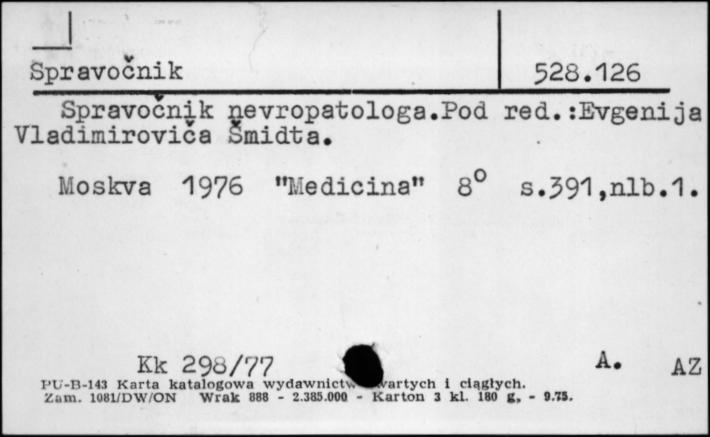 Spravočnik 528.126
Spravočnik nevropatologa.Pod red.:Evgenija
Vladimiroviča Šmidta.
Moskva 1976 "Medicina" 8° s.391,nlb.1.
Kk 298/77 A. AZ
PU-B-143 Karta katalogowa wydawnictw zwartych i ciągłych.
Zam. 1081/DW/ON Wrak 888 - 2.385.000 - Karton 3 kl. 180 g. - 9.75.